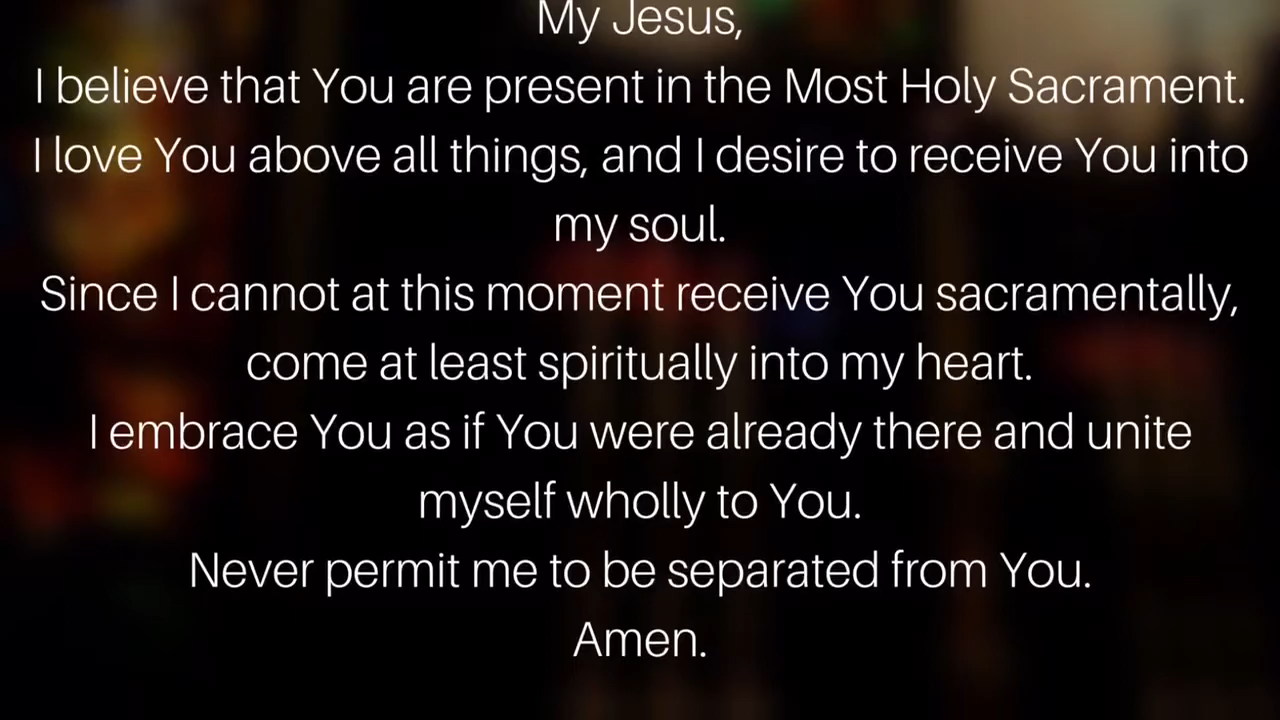 My Jesus,
I believe that You are present in the Most Holy Sacrament.
I love You above all things, and I desire to receive You into
my soul.
Since I cannot at this moment receive You sacramentally,
come at least spiritually into my heart.
I embrace You as if You were already there and unite
myself wholly to You.
Never permit me to be separated from You.
Amen.